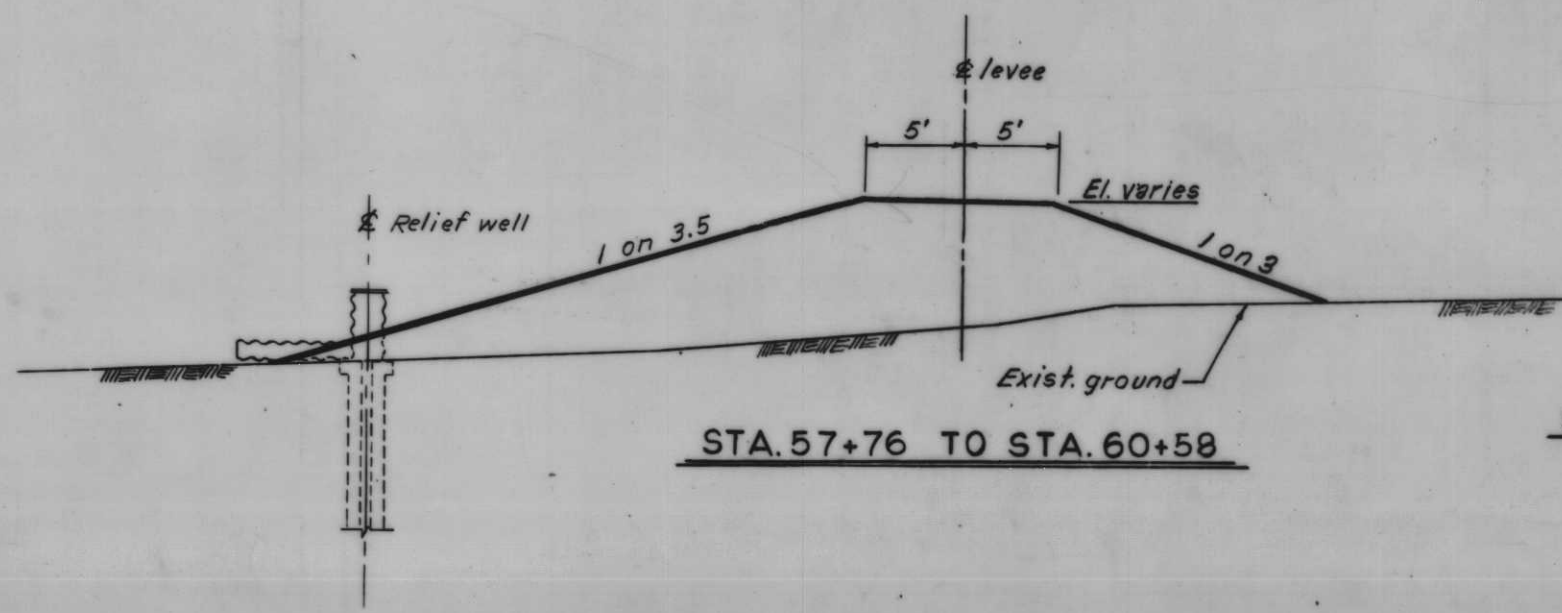 ℄ levee
5' 5'
El. varies
℄ Relief well
1 on 3.5
1 on 3
Exist. ground
STA. 57+76 TO STA. 60+58